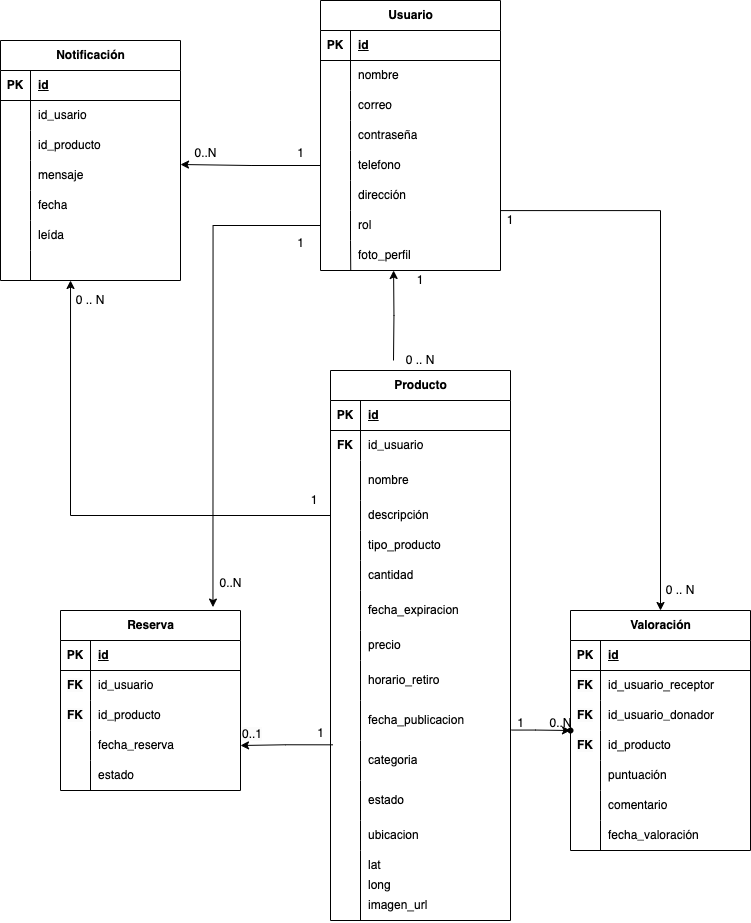 Usuario
PK id
nombre
correo
contraseña
telefono
dirección
rol
foto_perfil
Notificación
PK id
id_usario
id_producto
mensaje
fecha
leída
0..N
1
1
1
1
0 .. N
0 .. N
Producto
PK id
FK id_usuario
nombre
descripción
tipo_producto
cantidad
fecha_expiracion
precio
horario_retiro
fecha_publicacion
categoria
estado
ubicacion
lat
long
imagen_url
1
0..N
0 .. N
Reserva
PK id
FK id_usuario
FK id_producto
fecha_reserva
estado
0..1
1
1
0..N
Valoración
PK id
FK id_usuario_receptor
FK id_usuario_donador
FK id_producto
puntuación
comentario
fecha_valoración